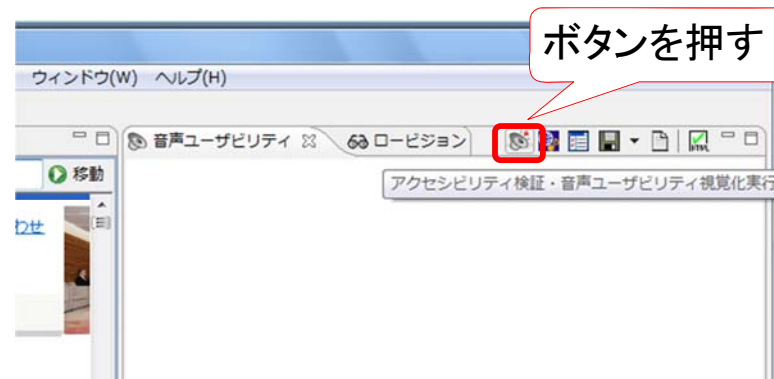 ボタンを押す
ウィンドウ(W) ヘルプ(H)
音声ユーザビリティ ロービジョン
移動
アクセシビリティ検証・音声ユーザビリティ視覚化実行
わせ